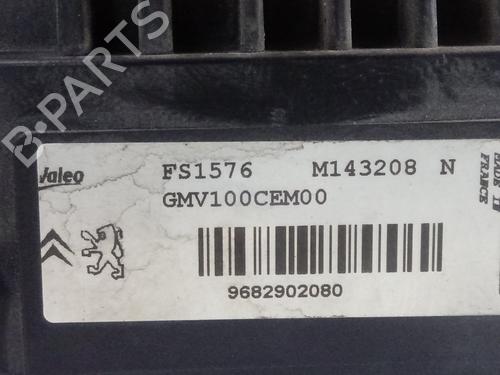 B-PARTS
Valeo
FS1576 M143208 N
GMV100CEM00
9682902080
MADE IN
FRANCE